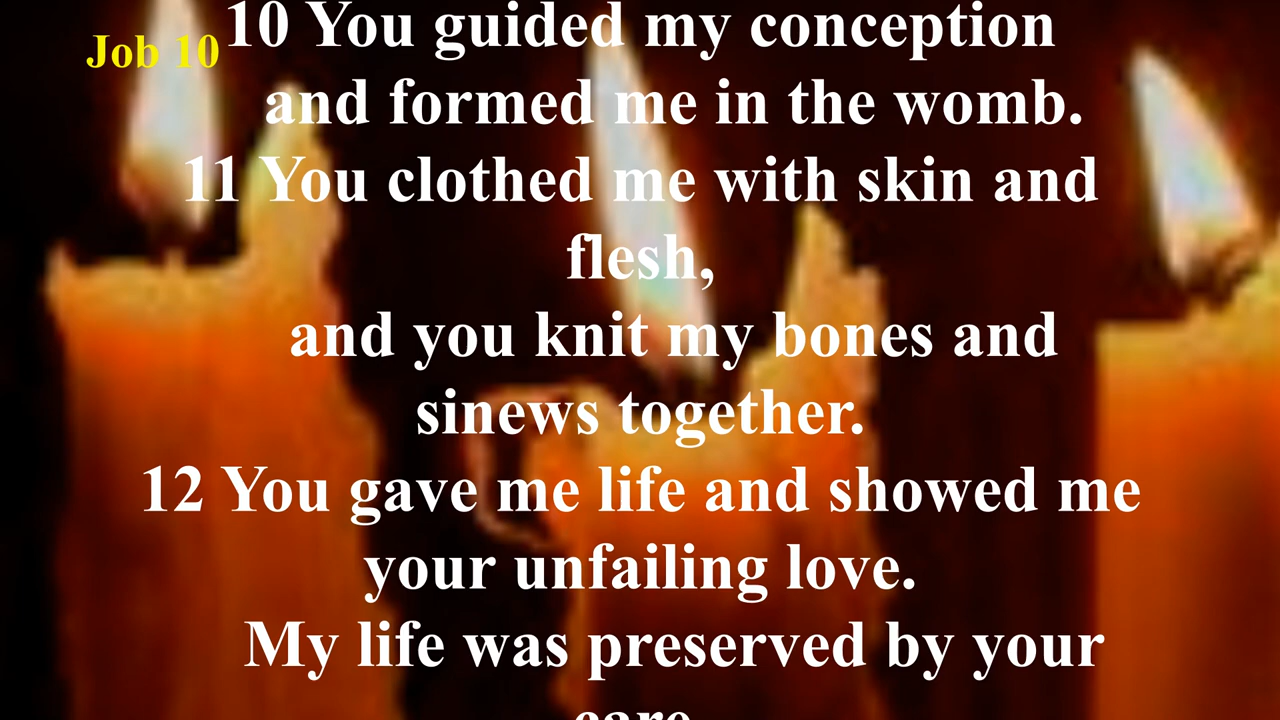 Job 10
10 You guided my conception
and formed me in the womb.
11 You clothed me with skin and
flesh,
and you knit my bones and
sinews together.
12 You gave me life and showed me
your unfailing love.
My life was preserved by your
care.